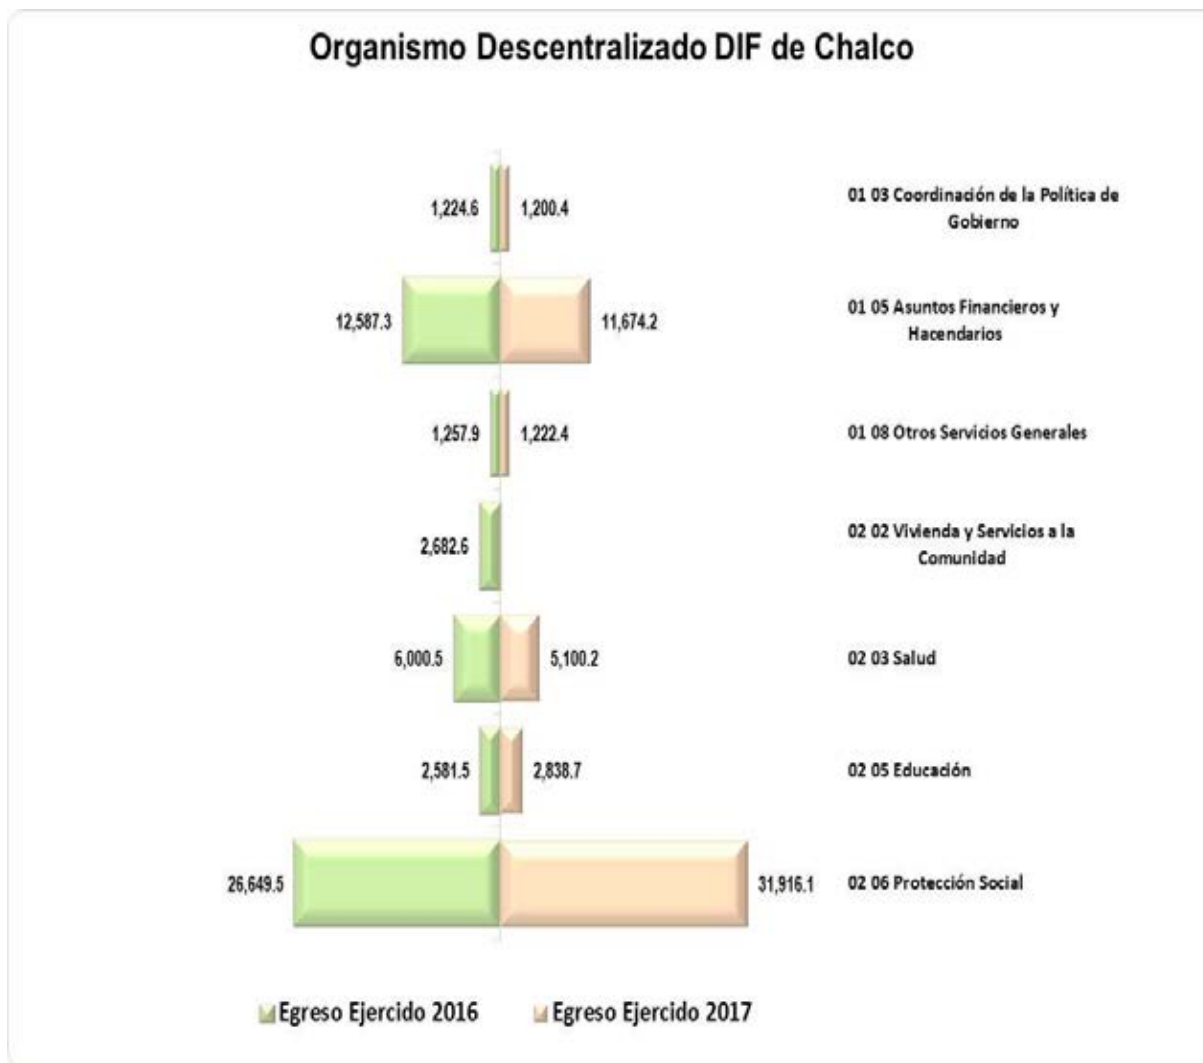 Organismo Descentralizado DIF de Chalco
1,224.6 1,200.4 01 03 Coordinación de la Política de
Gobierno
12,587.3 11,674.2 01 05 Asuntos Financieros y
Hacendarios
1,257.9 1,222.4 01 08 Otros Servicios Generales
2,682.6 02 02 Vivienda y Servicios a la
Comunidad
6,000.5 5,100.2 02 03 Salud
2,581.5 2,838.7 02 05 Educación
26,649.5 31,916.1 02 06 Protección Social
Egreso Ejercido 2016 Egreso Ejercido 2017